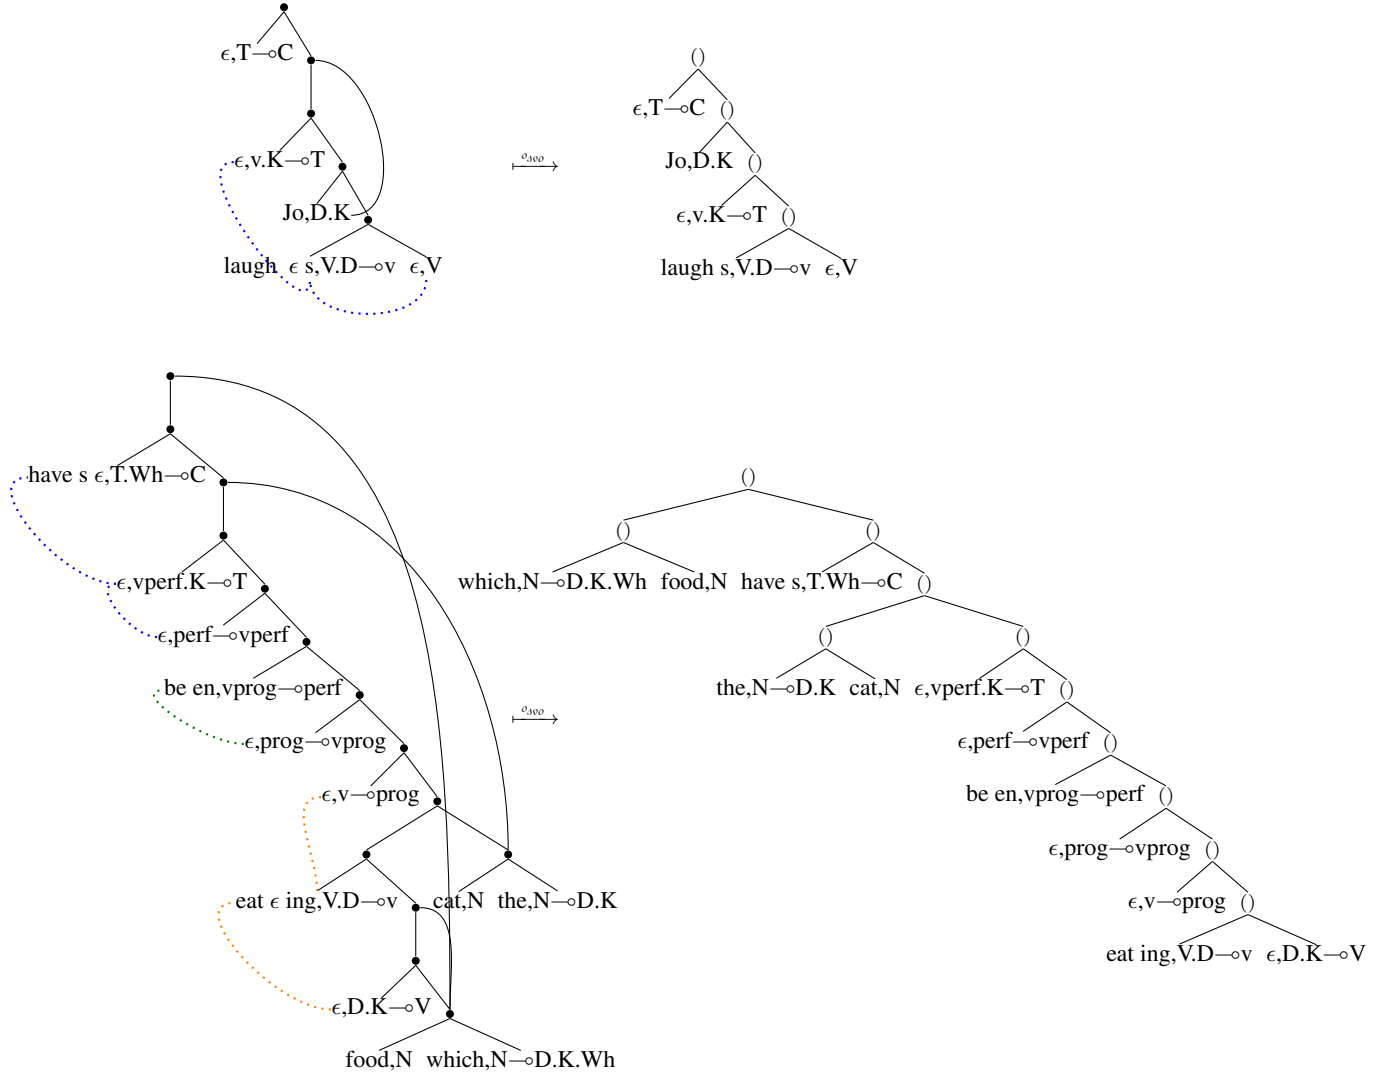 ϵ,T⊸C
ϵ,v.K⊸T
Jo,D.K
laugh ϵ s,V.D⊸v ϵ,V
o_svo
()
ϵ,T⊸C ()
Jo,D.K ()
ϵ,v.K⊸T ()
laugh s,V.D⊸v ϵ,V
have s ϵ,T.Wh⊸C
ϵ,vperf.K⊸T
ϵ,perf⊸vperf
be en,vprog⊸perf
ϵ,prog⊸vprog
ϵ,v⊸prog
eat ϵ ing,V.D⊸v cat,N the,N⊸D.K
ϵ,D.K⊸V
food,N which,N⊸D.K.Wh
o_svo
()
() ()
which,N⊸D.K.Wh food,N have s,T.Wh⊸C ()
() ()
the,N⊸D.K cat,N ϵ,vperf.K⊸T ()
ϵ,perf⊸vperf ()
be en,vprog⊸perf ()
ϵ,prog⊸vprog ()
ϵ,v⊸prog ()
eat ing,V.D⊸v ϵ,D.K⊸V